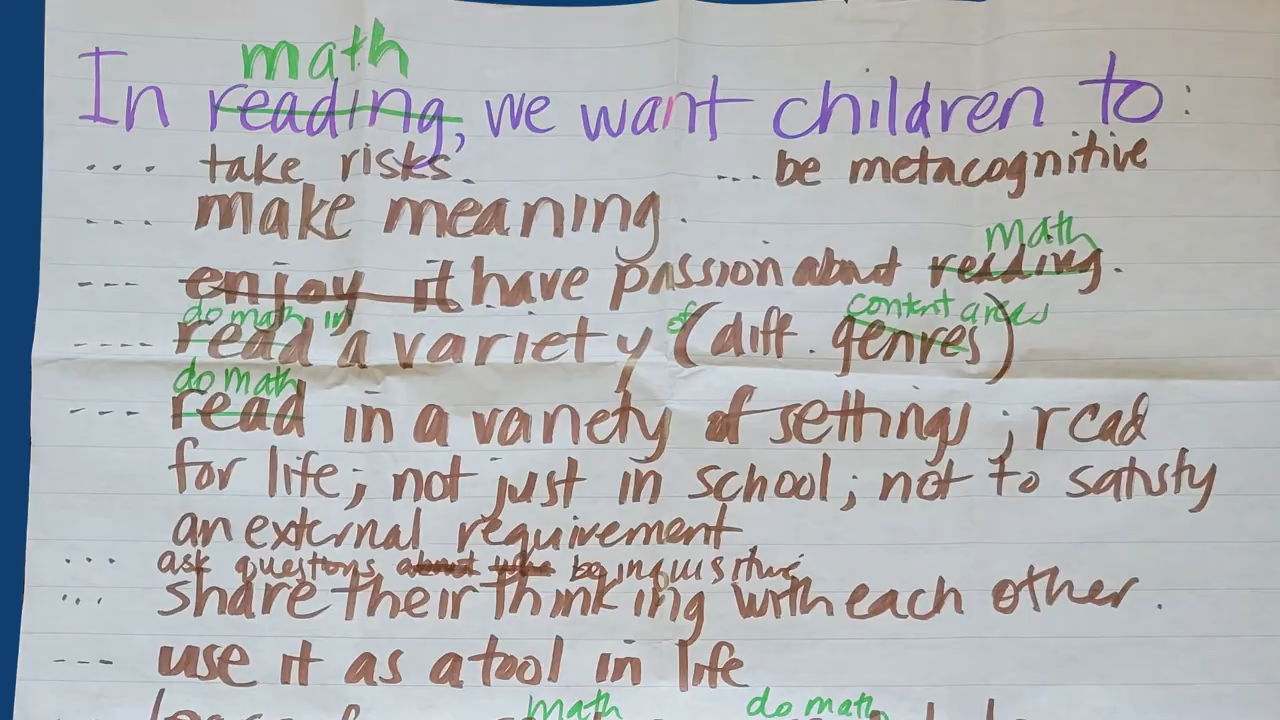 math
In reading, we want children to:
.... take risks. ... be metacognitive
.... make meaning.
math
--- enjoy it have passion about reading.
do math in of content areas
.... read a variety (diff. genres)
do math
--- read in a variety of settings; read
for life; not just in school; not to satisfy
an external requirement
... ask questions about be inquisitive
... share their thinking with each other.
--- use it as a tool in life
math do math